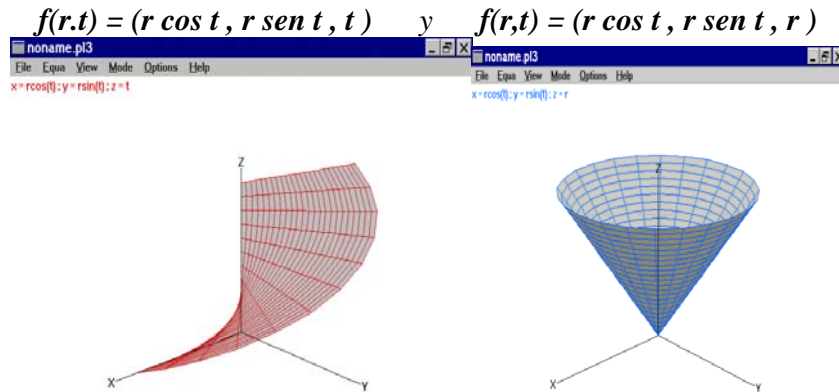 f(r.t) = (r cos t , r sen t , t )      y    f(r,t) = (r cos t , r sen t , r )
noname.pl3
File Equa View Mode Options Help
x=rcos(t); y=rsin(t); z=t
Z
X
Y
noname.pl3
File Equa View Mode Options Help
x=rcos(t); y=rsin(t); z=r
Z
X
Y